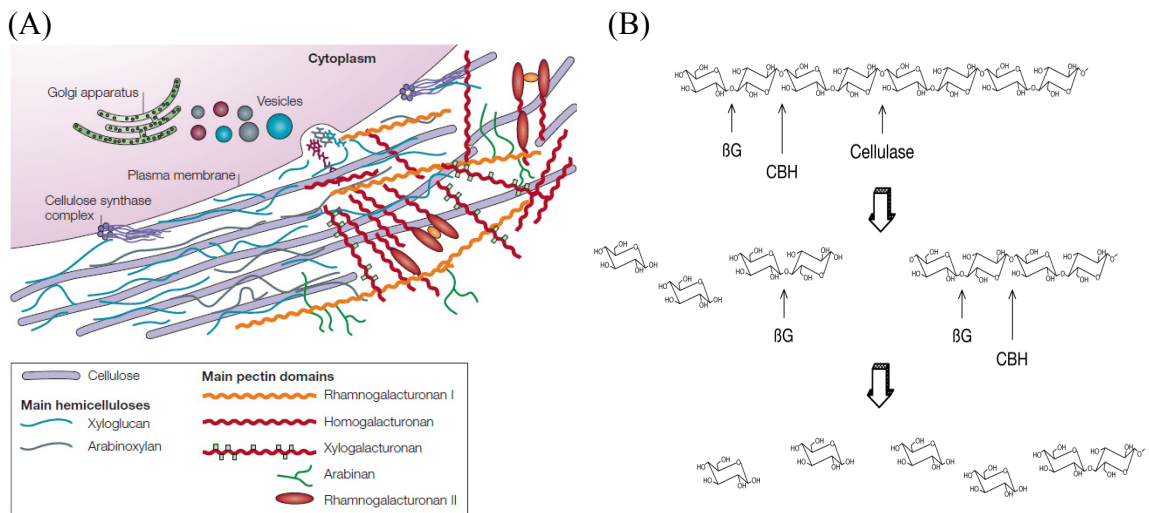 (A)
Cytoplasm
Golgi apparatus
Vesicles
Plasma membrane
Cellulose synthase
complex
Cellulose
Main hemicelluloses
Xyloglucan
Arabinoxylan
Main pectin domains
Rhamnogalacturonan I
Homogalacturonan
Xylogalacturonan
Arabinan
Rhamnogalacturonan II
(B)
ßG
CBH
Cellulase
ßG
ßG
CBH